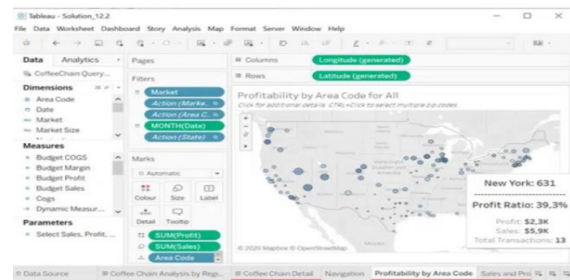 Tableau - Solution_12.2
File Data Worksheet Dashboard Story Analysis Map Format Server Window Help
Data Analytics
Pages
Columns
Longitude (generated)
Rows
Latitude (generated)
CoffeeChain Query...
Dimensions
Area Code
Date
Market
Market Size
Measures
Budget COGS
Budget Margin
Budget Profit
Budget Sales
Cogs
Dynamic Measur...
Parameters
Select Sales, Profit, ...
Filters
Market
Action (Marke...
Action (Area C...
MONTH(Date)
Action (State)
Marks
Automatic
Colour Size Label
Detail Tooltip
SUM(Profit)
SUM(Sales)
Area Code
Profitability by Area Code for All
Click for additional details. CTRL+Click to select multiple zip codes.
New York: 631
Profit Ratio: 39,3%
Profit: $2,3K
Sales: $5,9K
Total Transactions: 13
© 2020 Mapbox © OpenStreetMap
Data Source
Coffee Chain Analysis by Regi...
Coffee Chain Detail
Navigation
Profitability by Area Code
Sales and Pro